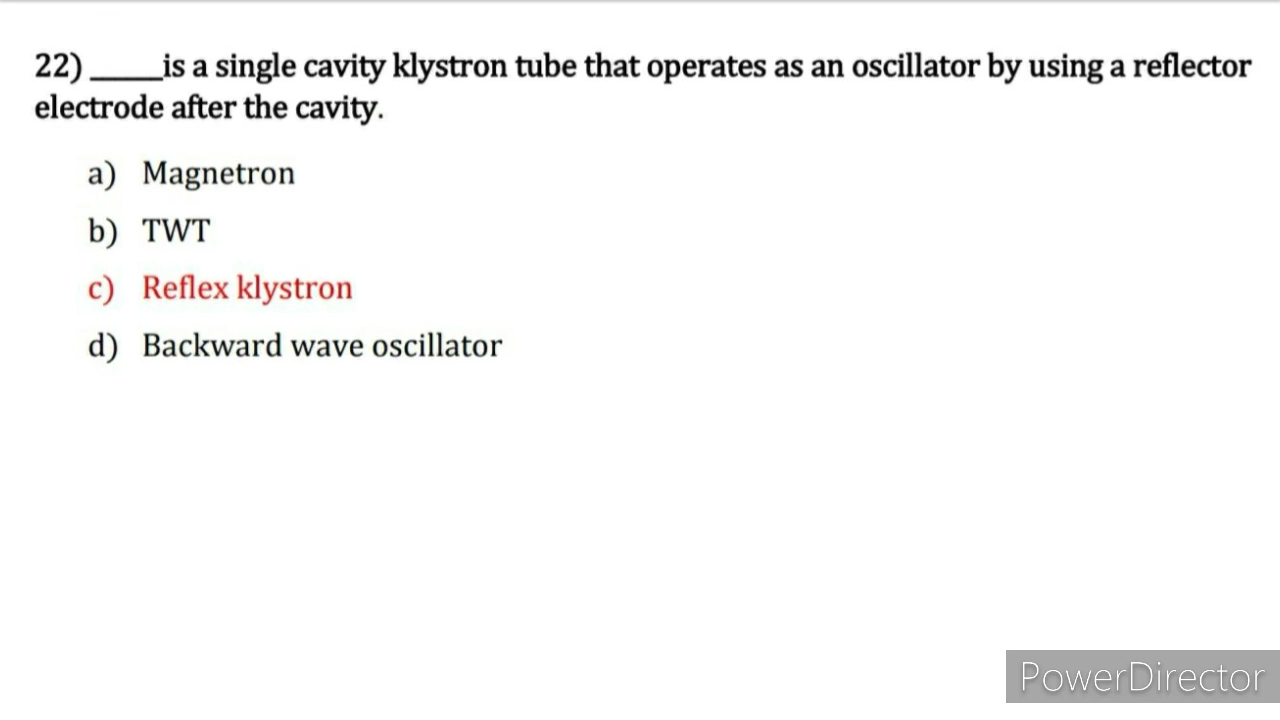 22) _____is a single cavity klystron tube that operates as an oscillator by using a reflector
electrode after the cavity.
a) Magnetron
b) TWT
c) Reflex klystron
d) Backward wave oscillator
PowerDirector